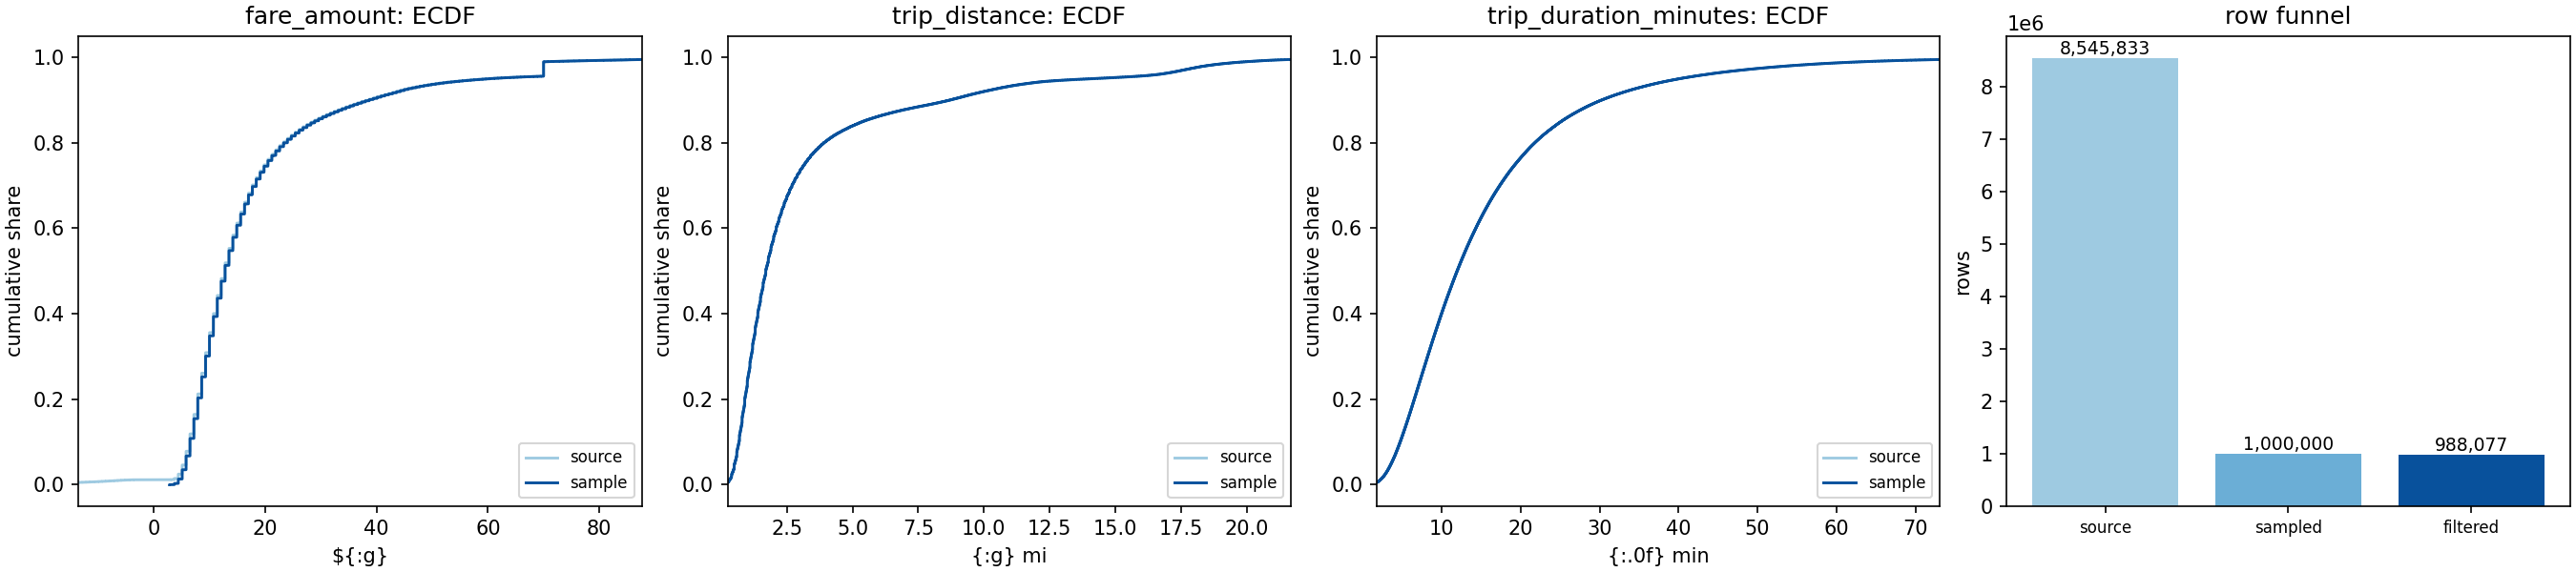 fare_amount: ECDF
cumulative share
1.0
0.8
0.6
0.4
0.2
0.0
0 20 40 60 80
${:g}
source
sample
trip_distance: ECDF
cumulative share
1.0
0.8
0.6
0.4
0.2
0.0
2.5 5.0 7.5 10.0 12.5 15.0 17.5 20.0
{:g} mi
source
sample
trip_duration_minutes: ECDF
cumulative share
1.0
0.8
0.6
0.4
0.2
0.0
10 20 30 40 50 60 70
{:.0f} min
source
sample
row funnel
1e6
rows
8
7
6
5
4
3
2
1
0
8,545,833
1,000,000
988,077
source sampled filtered